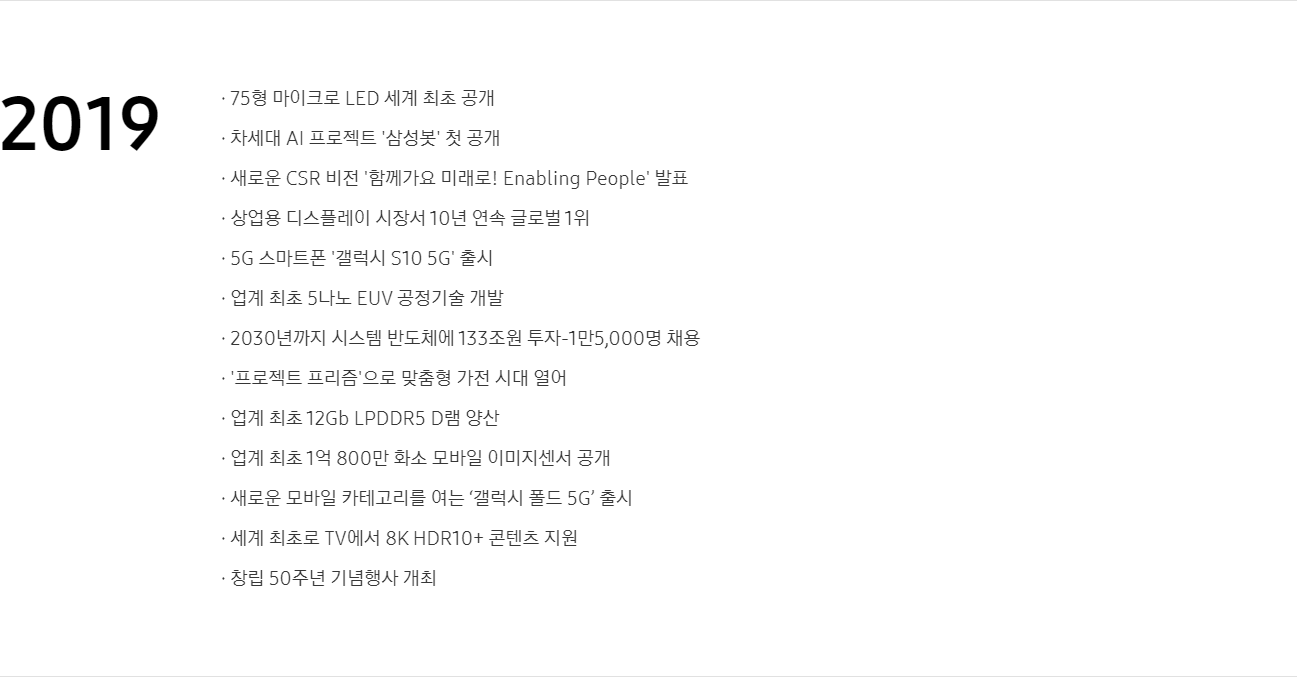 2019
· 75형 마이크로 LED 세계 최초 공개
· 차세대 AI 프로젝트 '삼성봇' 첫 공개
· 새로운 CSR 비전 '함께가요 미래로! Enabling People' 발표
· 상업용 디스플레이 시장서 10년 연속 글로벌 1위
· 5G 스마트폰 '갤럭시 S10 5G' 출시
· 업계 최초 5나노 EUV 공정기술 개발
· 2030년까지 시스템 반도체에 133조원 투자-1만5,000명 채용
· '프로젝트 프리즘'으로 맞춤형 가전 시대 열어
· 업계 최초 12Gb LPDDR5 D램 양산
· 업계 최초 1억 800만 화소 모바일 이미지센서 공개
· 새로운 모바일 카테고리를 여는 ‘갤럭시 폴드 5G’ 출시
· 세계 최초로 TV에서 8K HDR10+ 콘텐츠 지원
· 창립 50주년 기념행사 개최